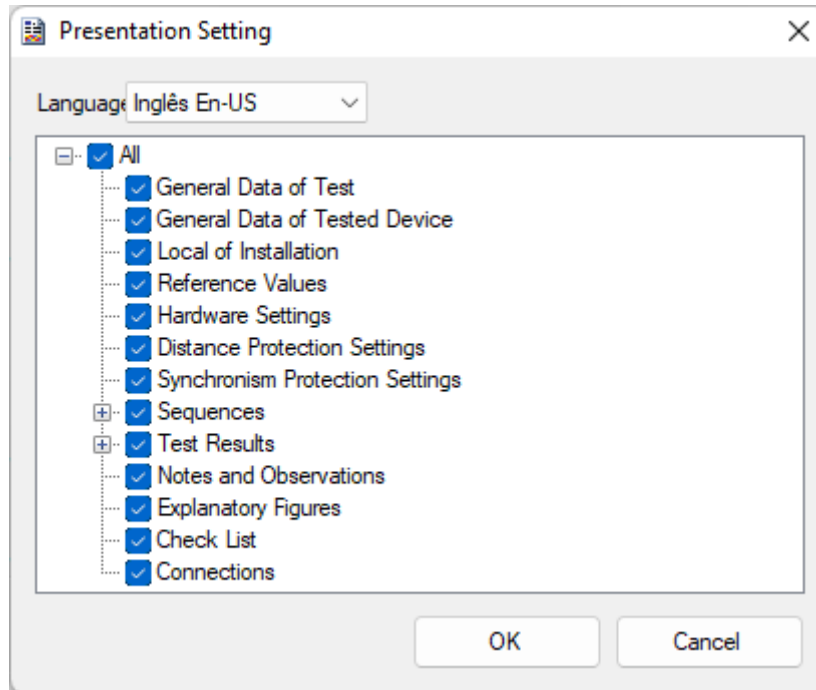 Presentation Setting
Language Inglês En-US
All
General Data of Test
General Data of Tested Device
Local of Installation
Reference Values
Hardware Settings
Distance Protection Settings
Synchronism Protection Settings
Sequences
Test Results
Notes and Observations
Explanatory Figures
Check List
Connections
OK Cancel